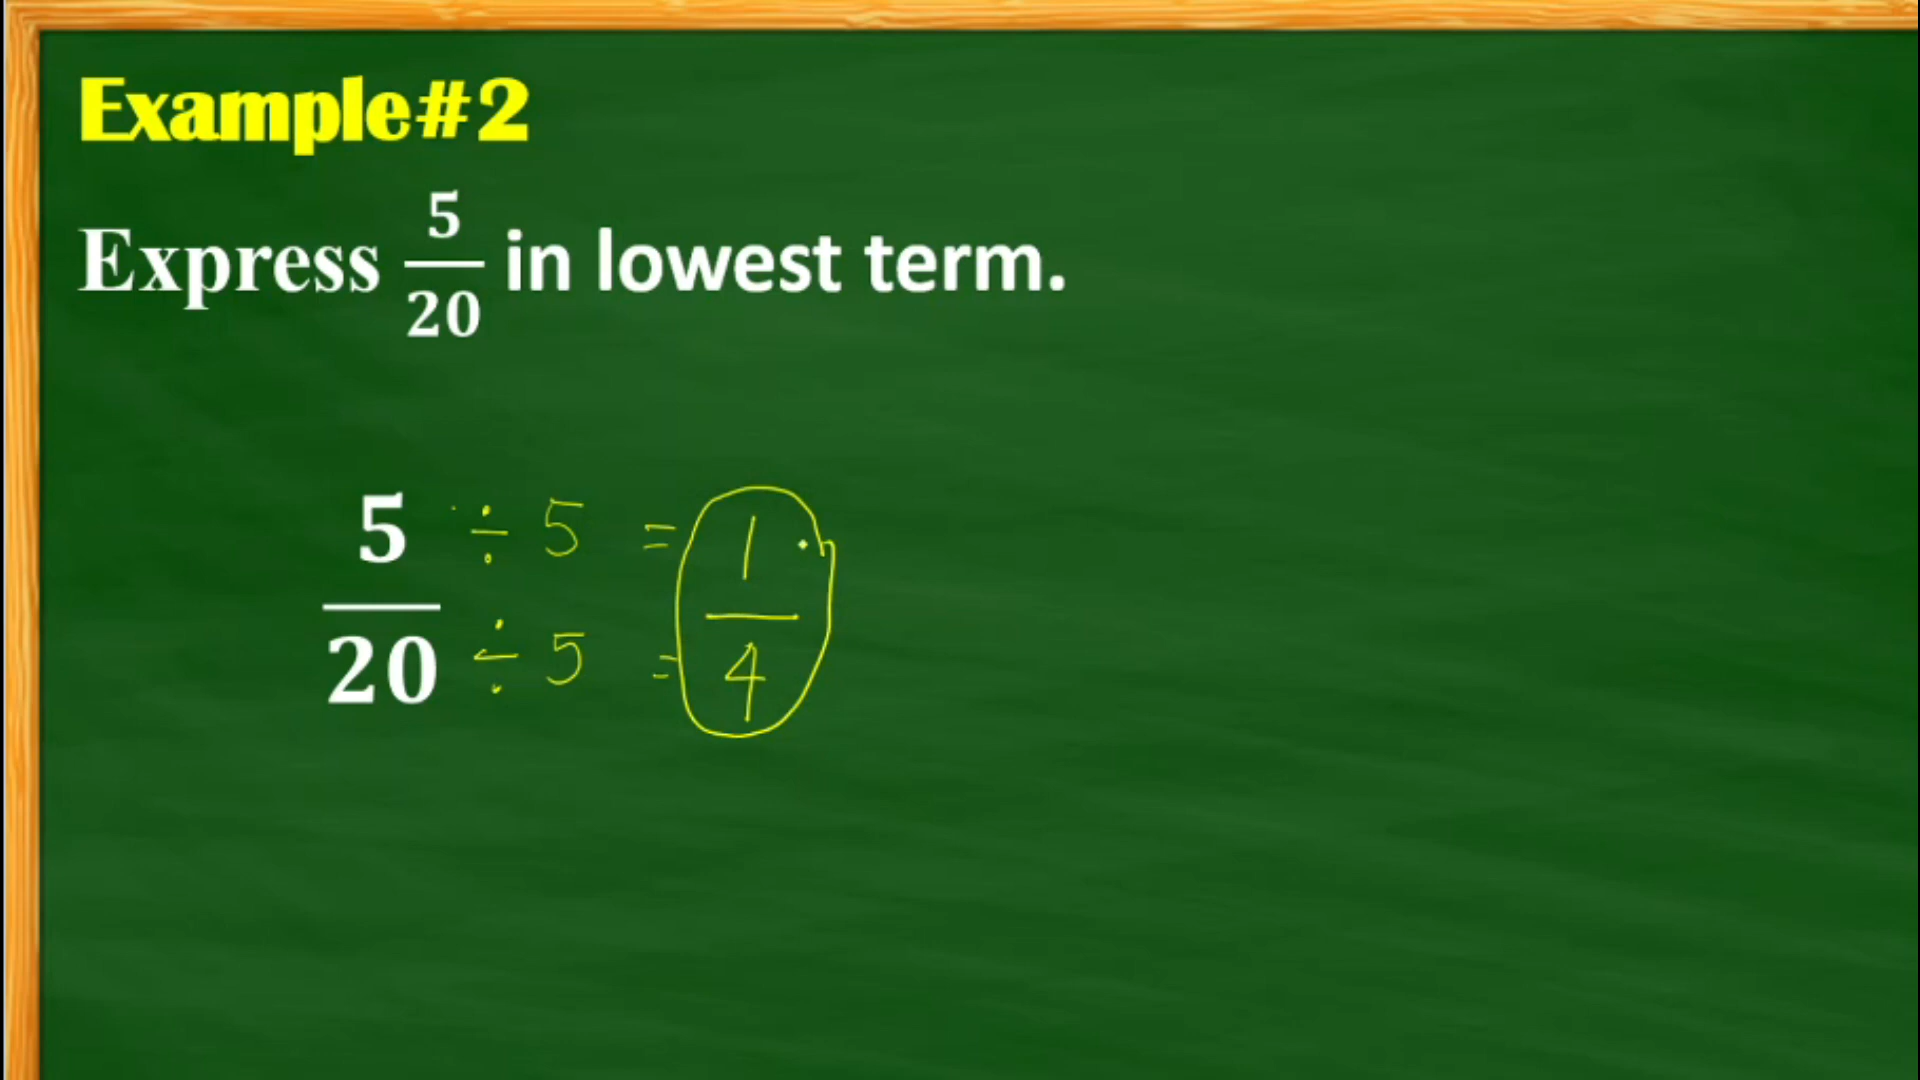 Example#2
Express 5/20 in lowest term.
5 ÷ 5 = 1
20 ÷ 5 = 4